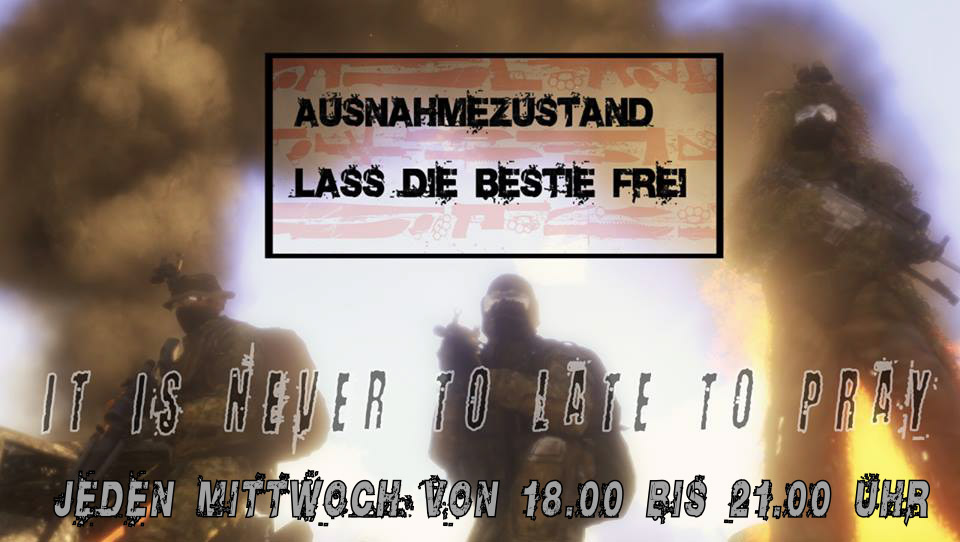 AUSNAHMEZUSTAND
LASS DIE BESTIE FREI
IT IS NEVER TO LATE TO PRAY
JEDEN MITTWOCH VON 18.00 BIS 21.00 UHR